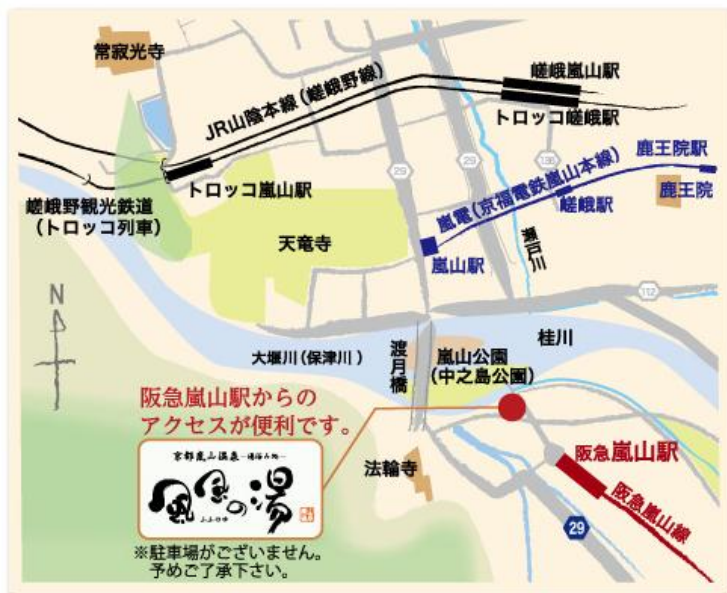 常寂光寺
嵯峨嵐山駅
JR山陰本線（嵯峨野線）
トロッコ嵯峨駅
29
29
136
鹿王院駅
トロッコ嵐山駅
嵐電（京福電鉄嵐山本線）
嵯峨駅
鹿王院
嵯峨野観光鉄道
（トロッコ列車）
天竜寺
嵐山駅
瀬戸川
112
N
大堰川（保津川）
渡月橋
嵐山公園
（中之島公園）
桂川
阪急嵐山駅からの
アクセスが便利です。
京都嵐山温泉
風風の湯
ふふのゆ
※駐車場がございません。
予めご了承下さい。
法輪寺
阪急嵐山駅
阪急嵐山線
29